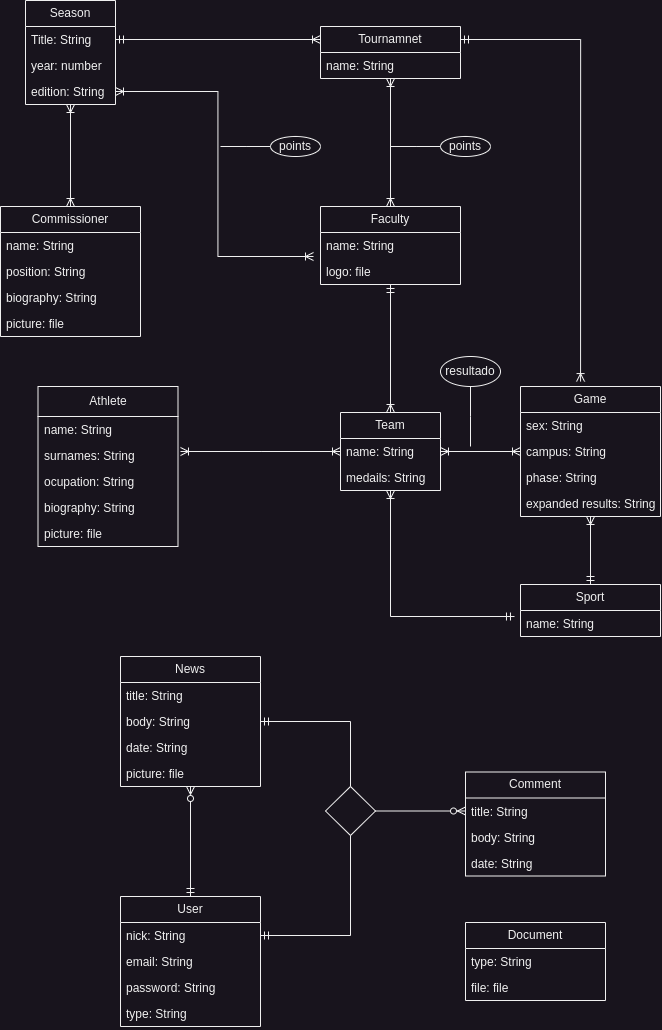 Season
Title: String
year: number
edition: String
Tournamnet
name: String
points
points
Commissioner
name: String
position: String
biography: String
picture: file
Faculty
name: String
logo: file
resultado
Athlete
name: String
surnames: String
ocupation: String
biography: String
picture: file
Team
name: String
medails: String
Game
sex: String
campus: String
phase: String
expanded results: String
Sport
name: String
News
title: String
body: String
date: String
picture: file
Comment
title: String
body: String
date: String
User
nick: String
email: String
password: String
type: String
Document
type: String
file: file